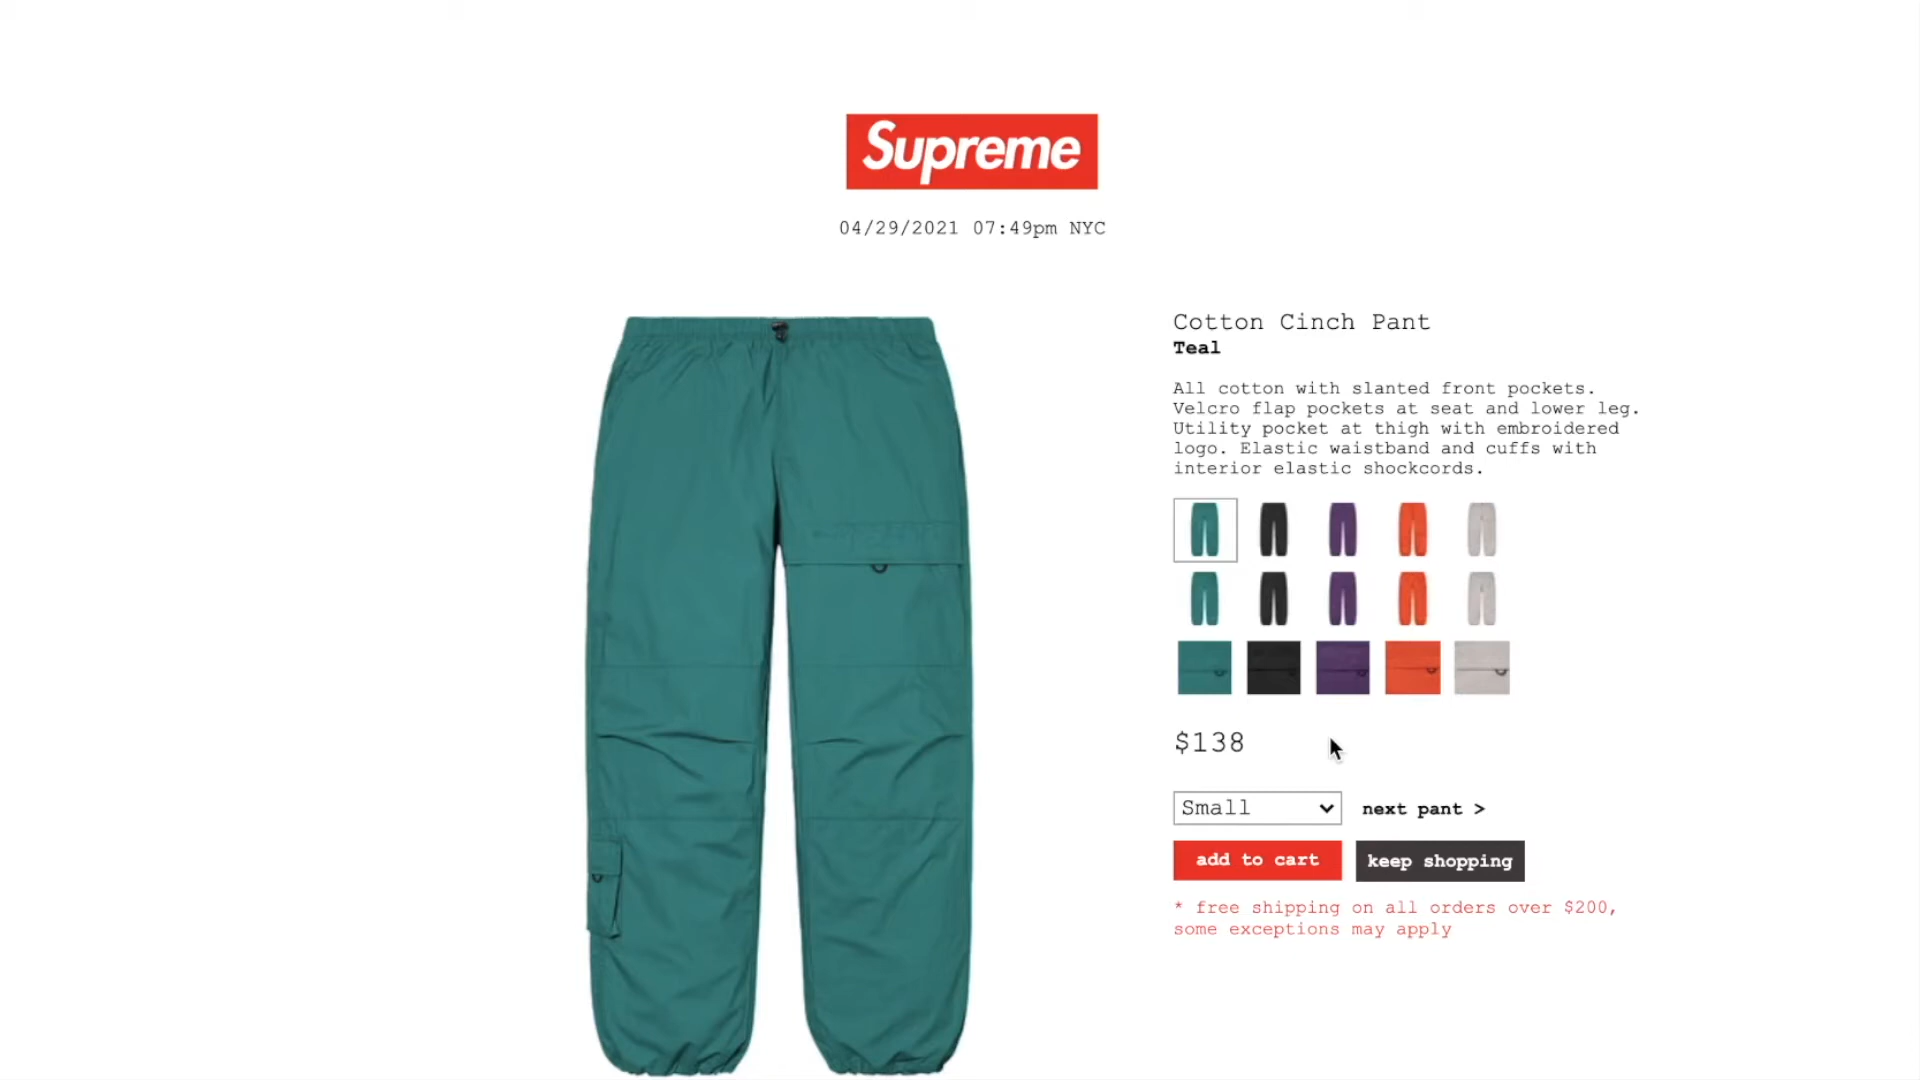 Supreme
04/29/2021 07:49pm NYC
Cotton Cinch Pant
Teal
All cotton with slanted front pockets.
Velcro flap pockets at seat and lower leg.
Utility pocket at thigh with embroidered
logo. Elastic waistband and cuffs with
interior elastic shockcords.
$138
Small
next pant >
add to cart
keep shopping
* free shipping on all orders over $200,
some exceptions may apply